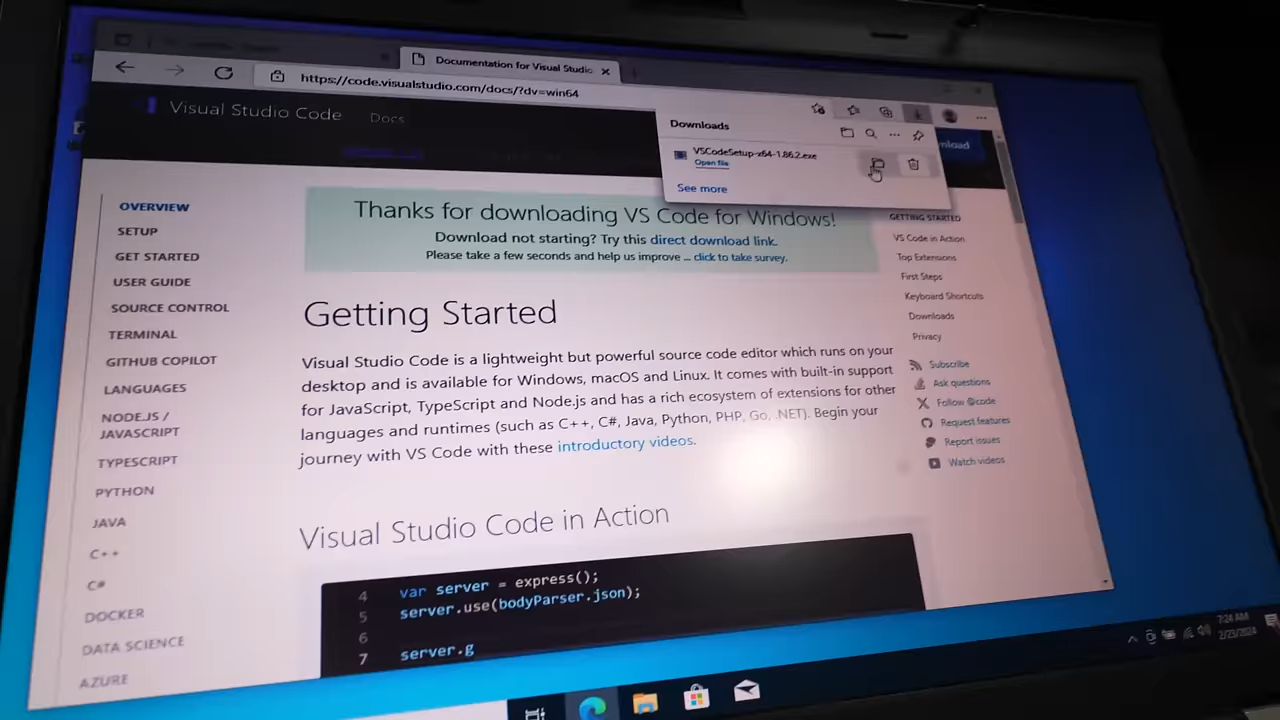 Documentation for Visual Studio
https://code.visualstudio.com/docs/?dv=win64
Visual Studio Code
Docs
Downloads
VSCodeSetup-x64-1.86.2.exe
Open file
See more
Thanks for downloading VS Code for Windows!
Download not starting? Try this direct download link.
Please take a few seconds and help us improve ... click to take survey.
OVERVIEW
SETUP
GET STARTED
USER GUIDE
SOURCE CONTROL
TERMINAL
GITHUB COPILOT
LANGUAGES
NODE.JS /
JAVASCRIPT
TYPESCRIPT
PYTHON
JAVA
C++
C#
DOCKER
DATA SCIENCE
AZURE
Getting Started
Visual Studio Code is a lightweight but powerful source code editor which runs on your
desktop and is available for Windows, macOS and Linux. It comes with built-in support
for JavaScript, TypeScript and Node.js and has a rich ecosystem of extensions for other
languages and runtimes (such as C++, C#, Java, Python, PHP, Go, .NET). Begin your
journey with VS Code with these introductory videos.
Visual Studio Code in Action
4 var server = express();
5 server.use(bodyParser.json);
6
7 server.g
GETTING STARTED
VS Code in Action
Top Extensions
First Steps
Keyboard Shortcuts
Downloads
Privacy
Subscribe
Ask questions
Follow @code
Request features
Report issues
Watch videos
7:24 AM
2/23/2024